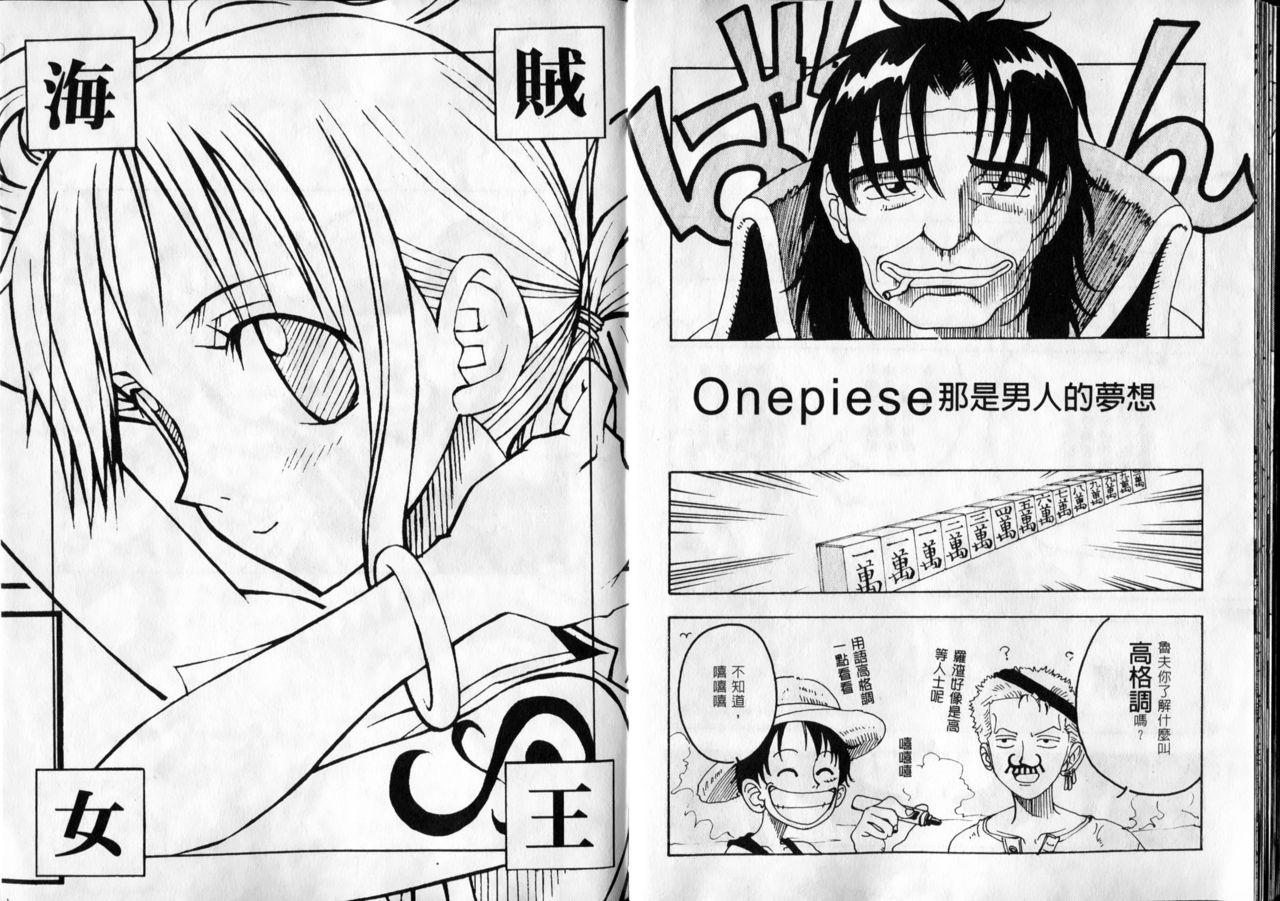 海賊
女王
ばん
Onepiese那是男人的夢想
一萬
一萬
一萬
二萬
三萬
四萬
五萬
六萬
七萬
八萬
九萬
九萬
九萬
魯夫你了解什麼叫
高格調嗎？
羅渣好像是高
等人士呢
嘻嘻嘻
用語高格調
一點看看
不知道，
嘻嘻嘻